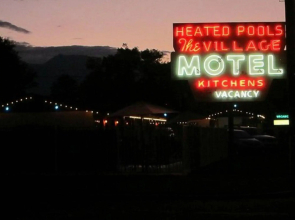 HEATED POOLS
The VILLAGE
MOTEL
KITCHENS
VACANCY